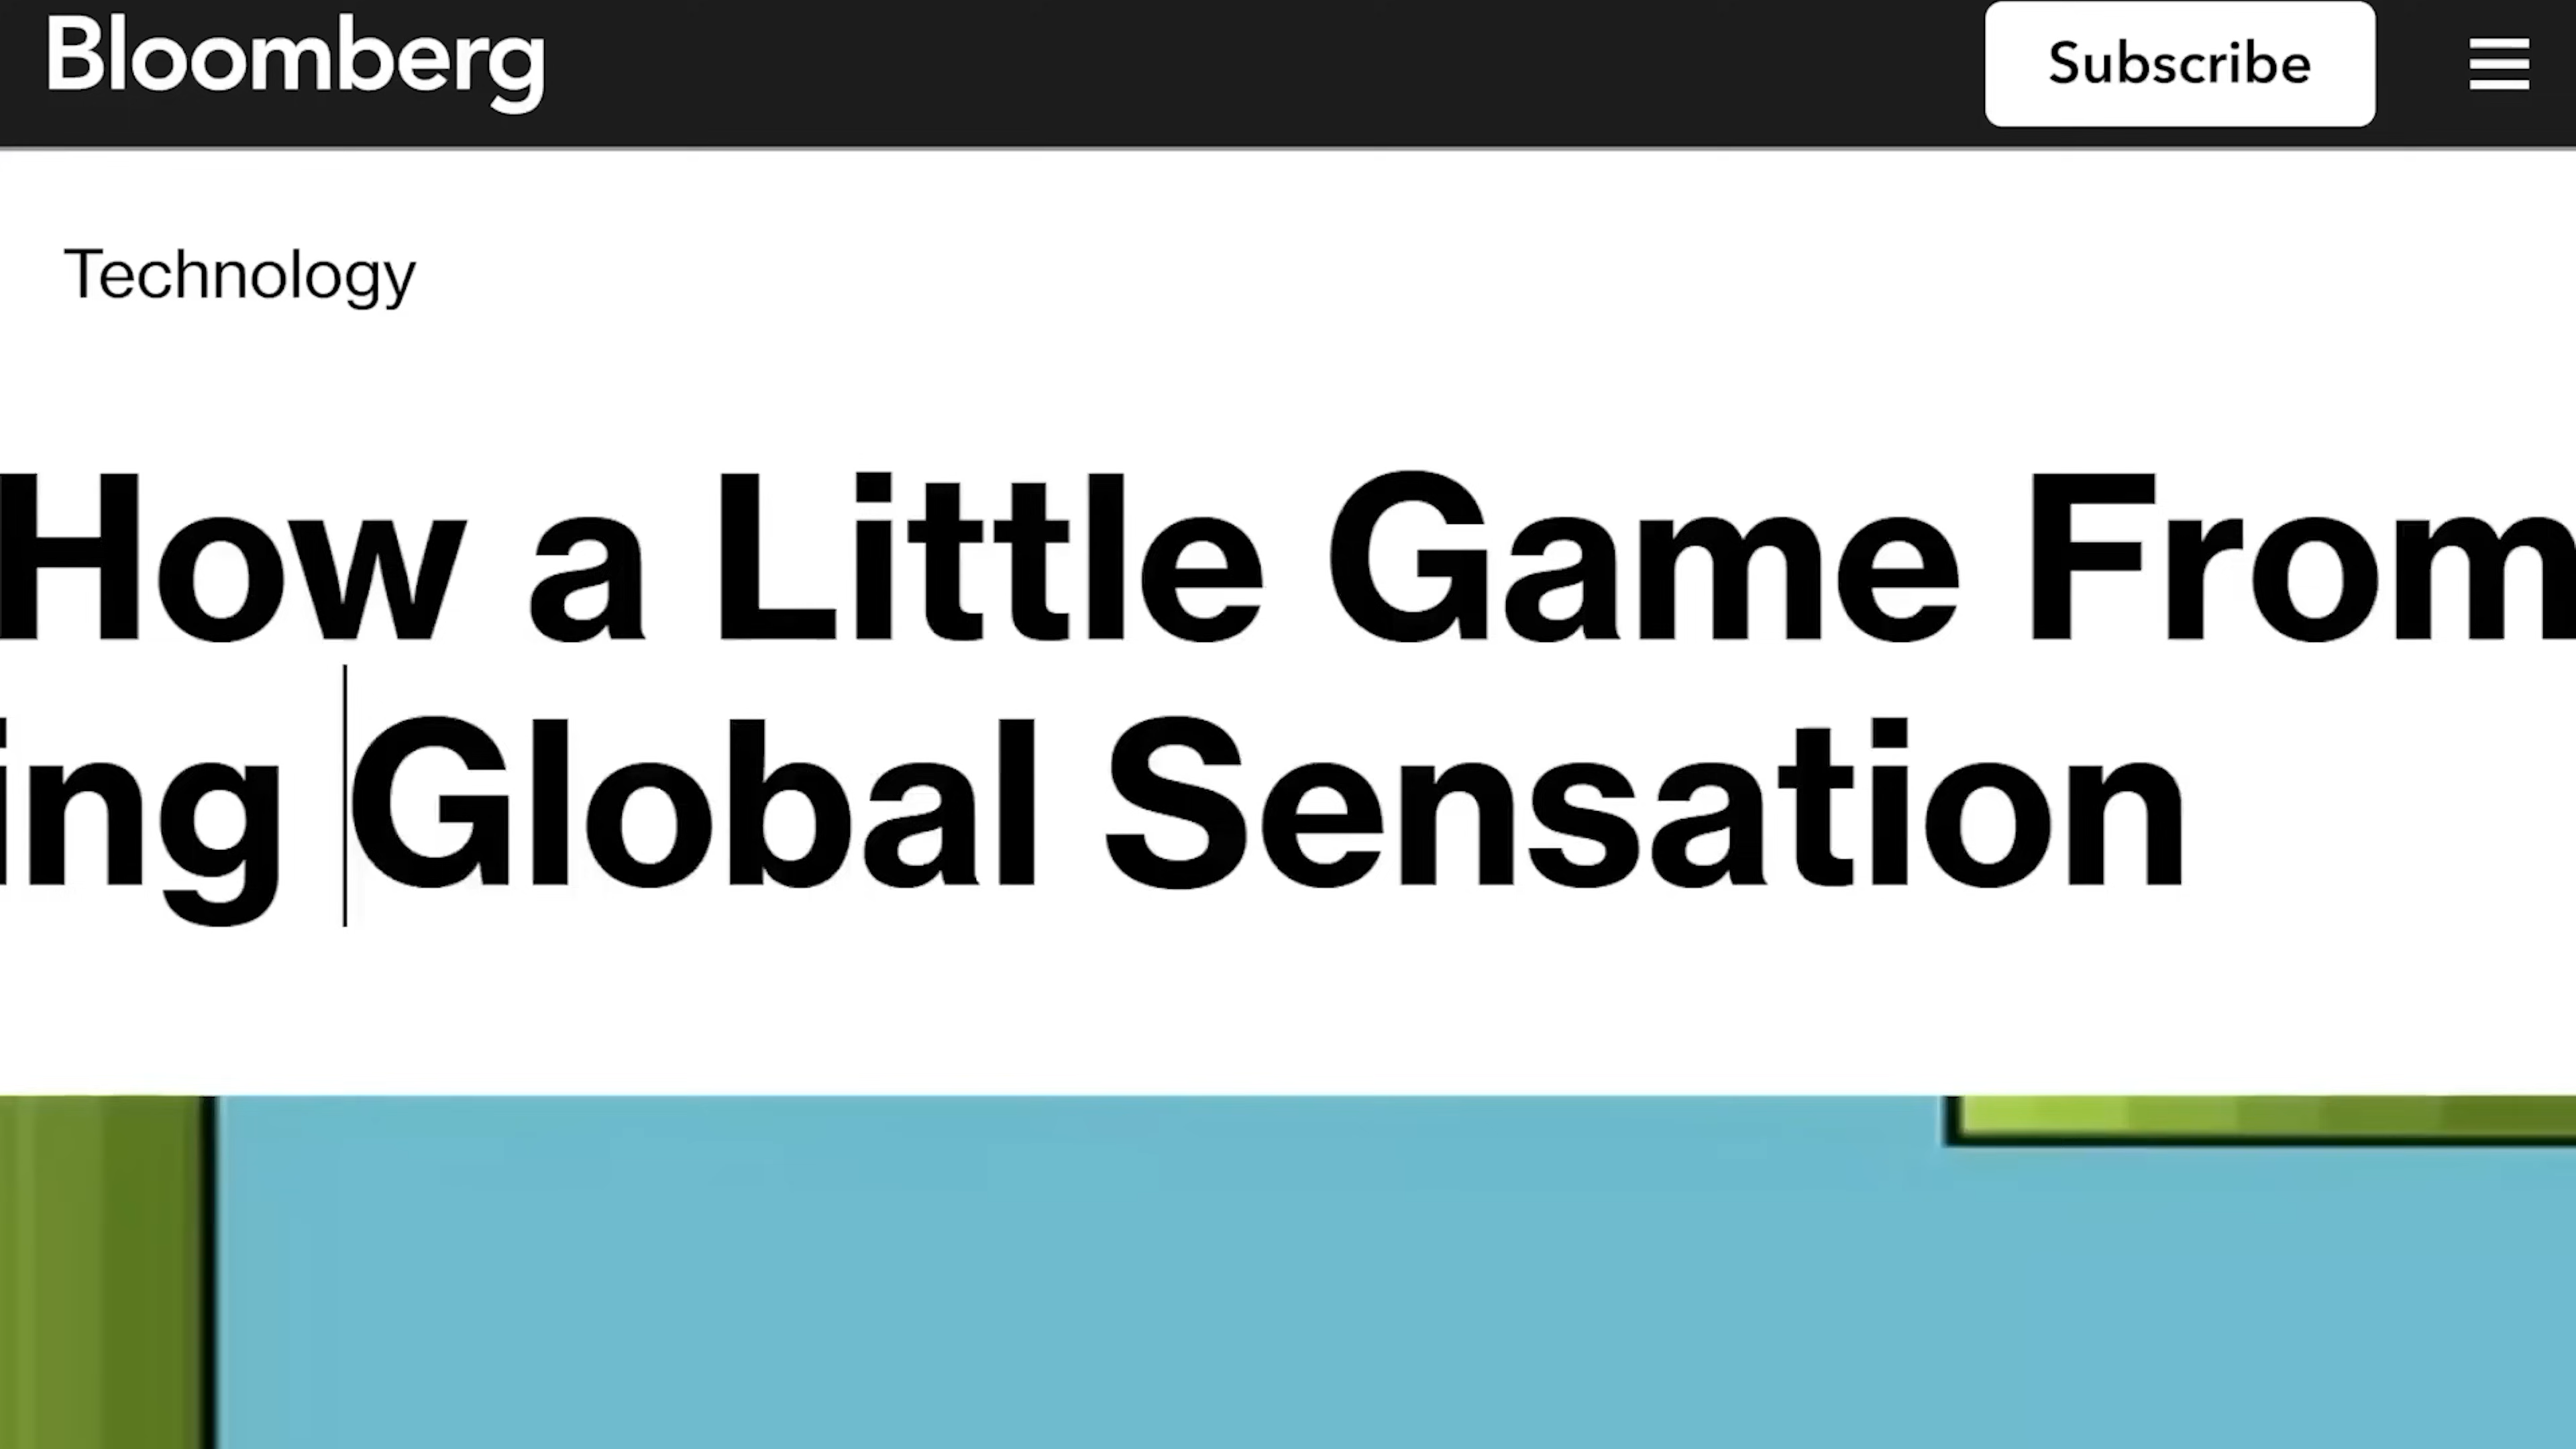 Bloomberg
Subscribe
Technology
How a Little Game From
ing Global Sensation